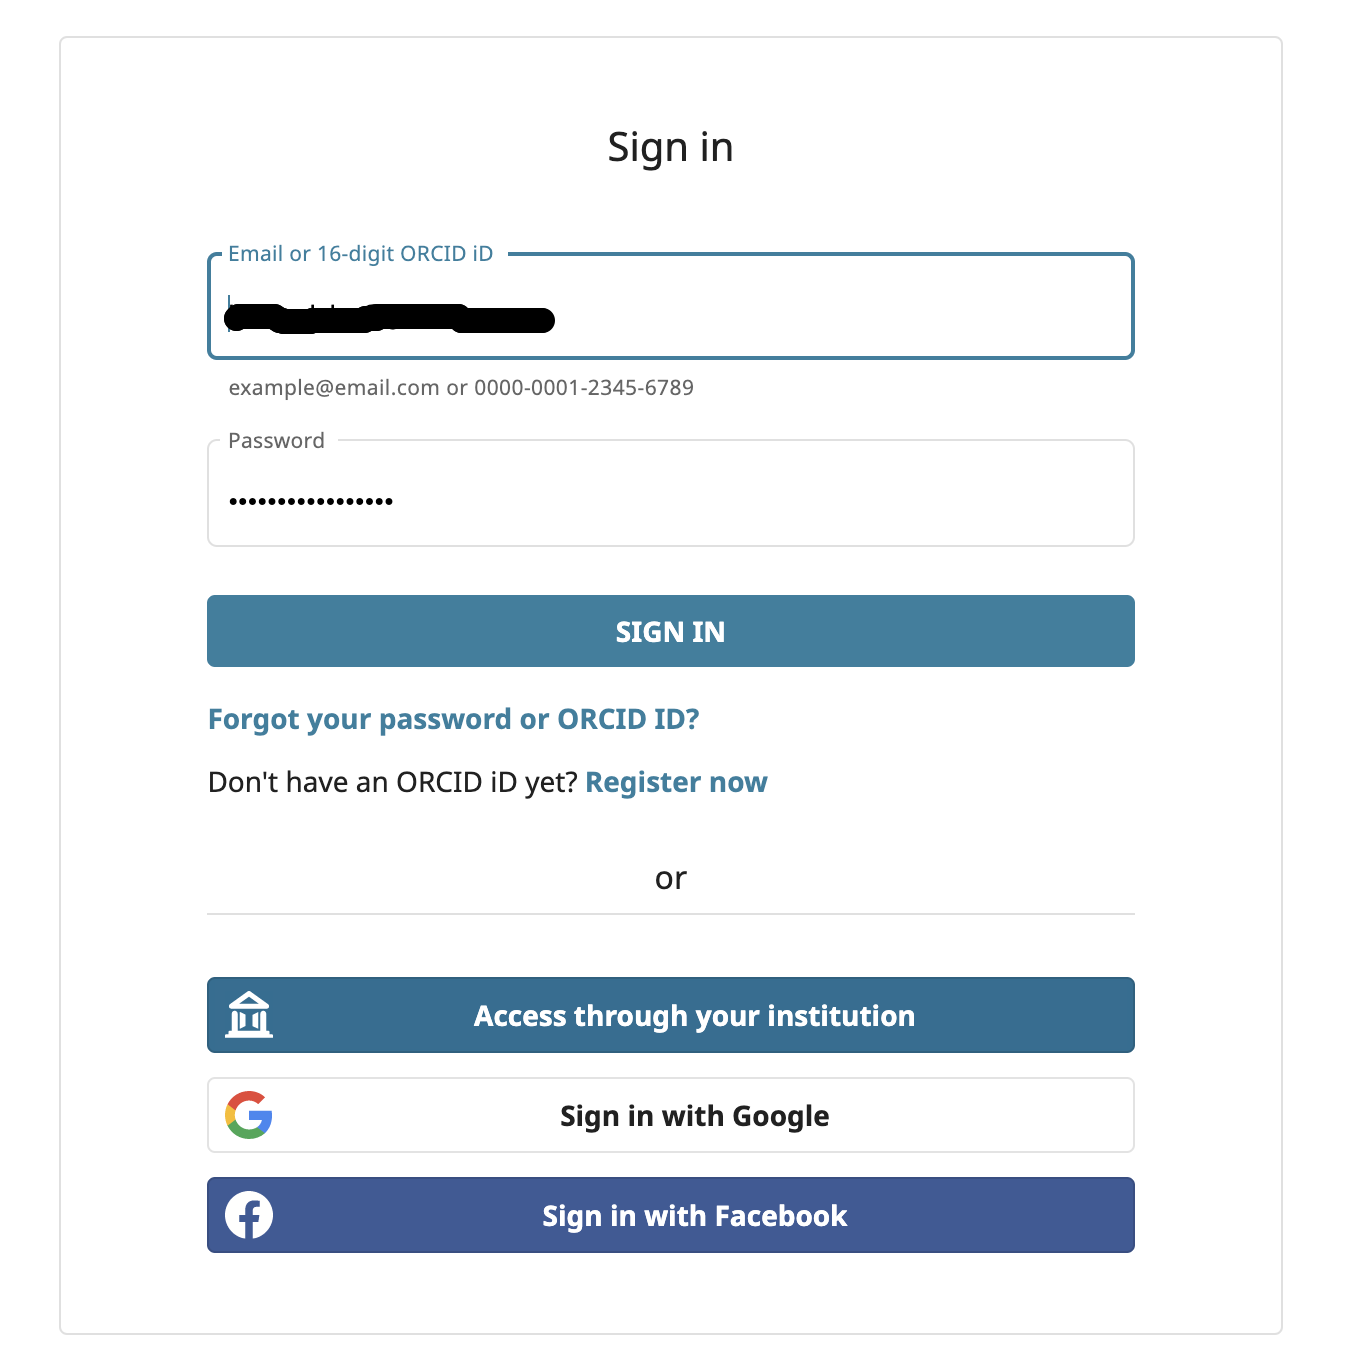 Sign in
Email or 16-digit ORCID iD
example@email.com or 0000-0001-2345-6789
Password
•••••••••••••••••
SIGN IN
Forgot your password or ORCID ID?
Don't have an ORCID iD yet? Register now
or
Access through your institution
Sign in with Google
Sign in with Facebook